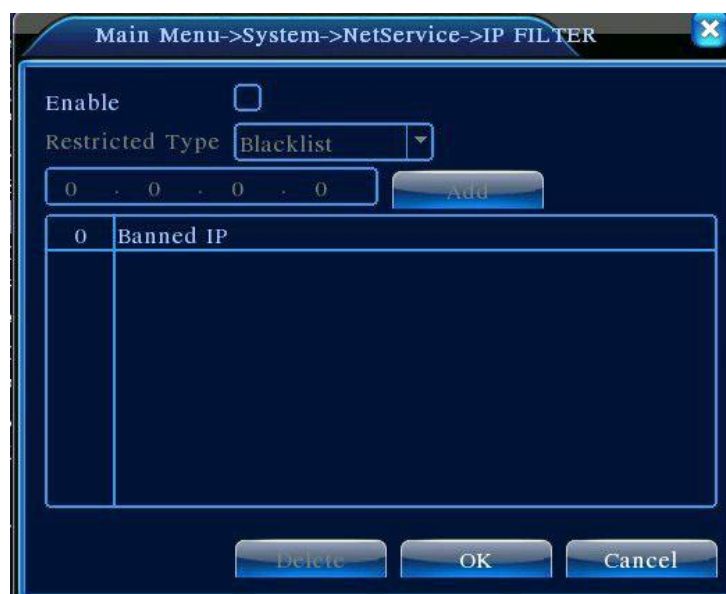 Main Menu->System->NetService->IP FILTER
Enable
Restricted Type Blacklist
0 . 0 . 0 . 0 Add
0 Banned IP
Delete OK Cancel